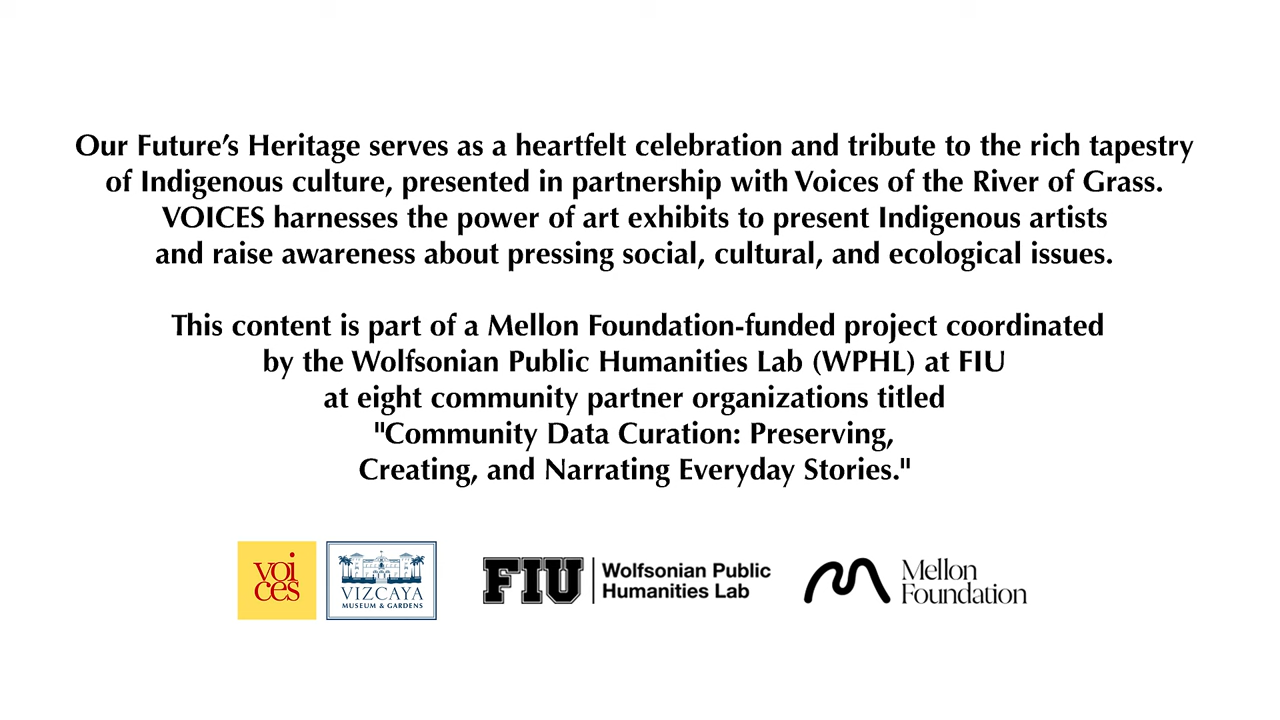 Our Future’s Heritage serves as a heartfelt celebration and tribute to the rich tapestry
of Indigenous culture, presented in partnership with Voices of the River of Grass.
VOICES harnesses the power of art exhibits to present Indigenous artists
and raise awareness about pressing social, cultural, and ecological issues.
This content is part of a Mellon Foundation-funded project coordinated
by the Wolfsonian Public Humanities Lab (WPHL) at FIU
at eight community partner organizations titled
"Community Data Curation: Preserving,
Creating, and Narrating Everyday Stories."
voi
ces
VIZCAYA
MUSEUM & GARDENS
FIU
Wolfsonian Public
Humanities Lab
Mellon
Foundation